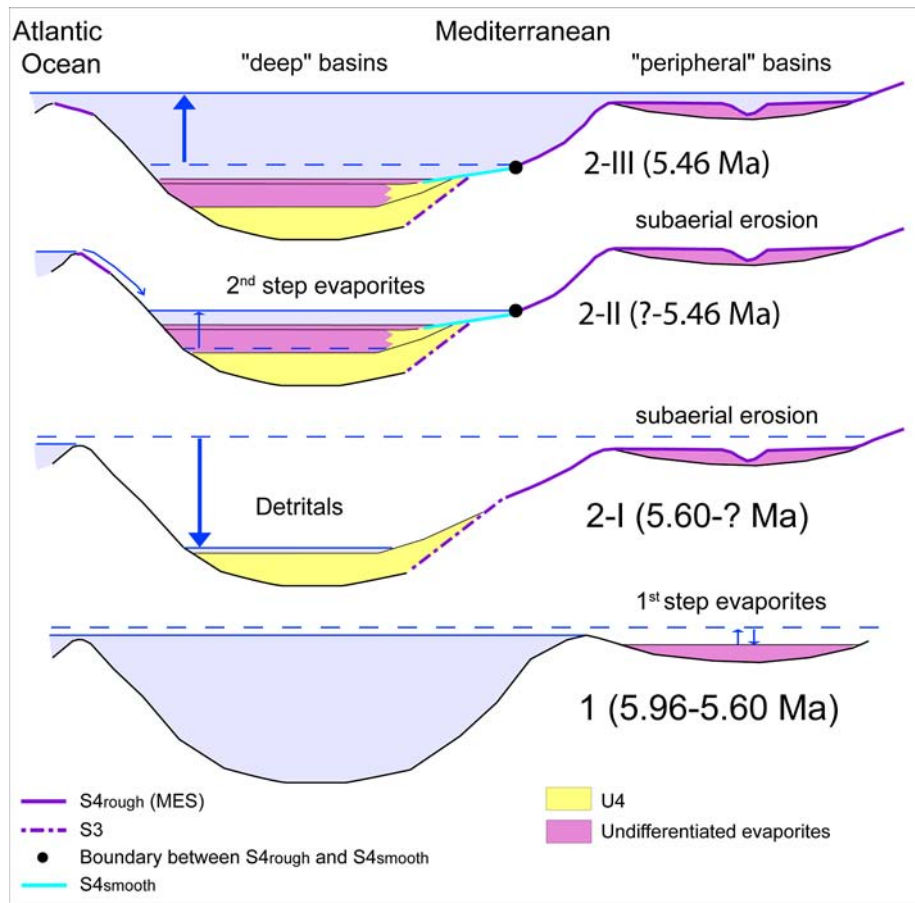 Atlantic
Ocean
Mediterranean
"deep" basins
"peripheral" basins
2-III (5.46 Ma)
subaerial erosion
2nd step evaporites
2-II (?-5.46 Ma)
subaerial erosion
Detritals
2-I (5.60-? Ma)
1st step evaporites
1 (5.96-5.60 Ma)
S4rough (MES)
S3
Boundary between S4rough and S4smooth
S4smooth
U4
Undifferentiated evaporites